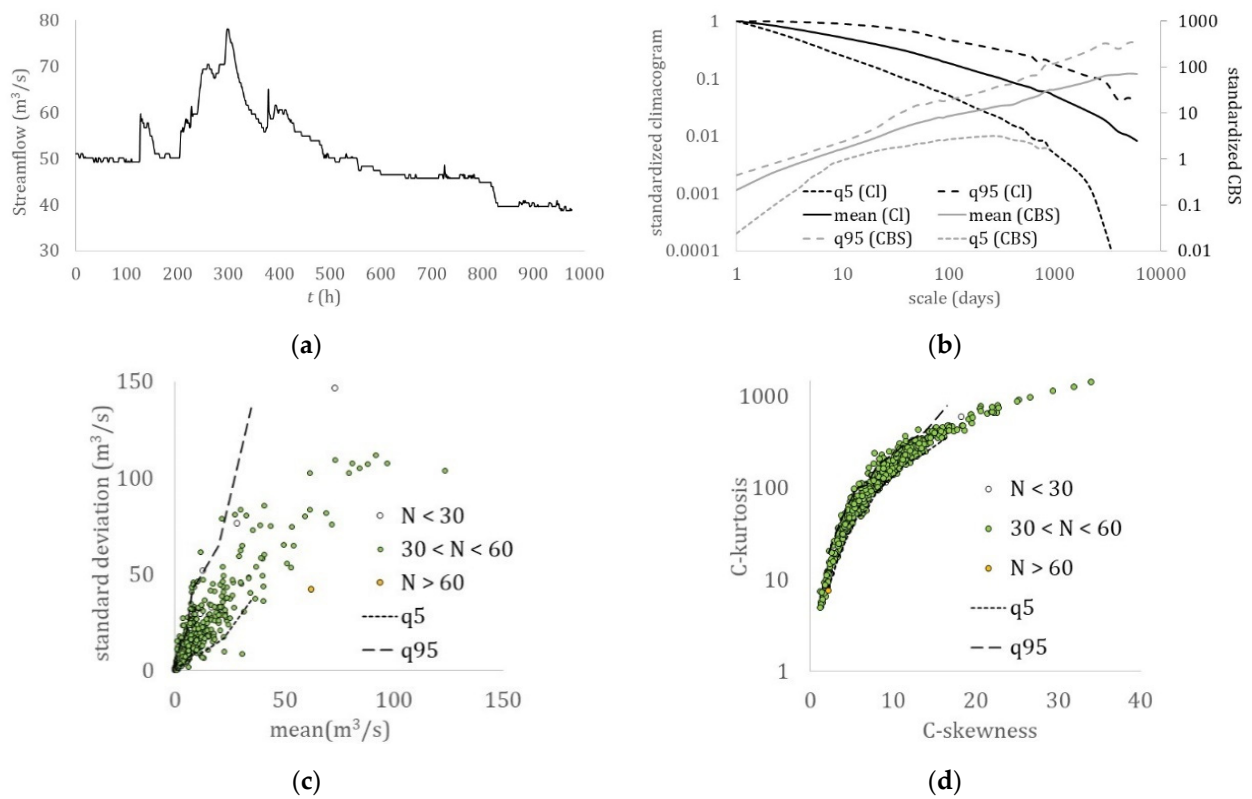 80
70
60
50
40
30
Streamflow (m³/s)
0 100 200 300 400 500 600 700 800 900 1000
t (h)
(a)
1
0.1
0.01
0.001
0.0001
standardized climacogram
1000
100
10
1
0.1
0.01
standardized CBS
q5 (Cl) q95 (Cl)
mean (Cl) mean (CBS)
q95 (CBS) q5 (CBS)
1 10 100 1000 10000
scale (days)
(b)
150
100
50
0
standard deviation (m³/s)
N < 30
30 < N < 60
N > 60
q5
q95
0 50 100 150
mean(m³/s)
(c)
1000
100
10
1
C-kurtosis
N < 30
30 < N < 60
N > 60
q5
q95
0 10 20 30 40
C-skewness
(d)